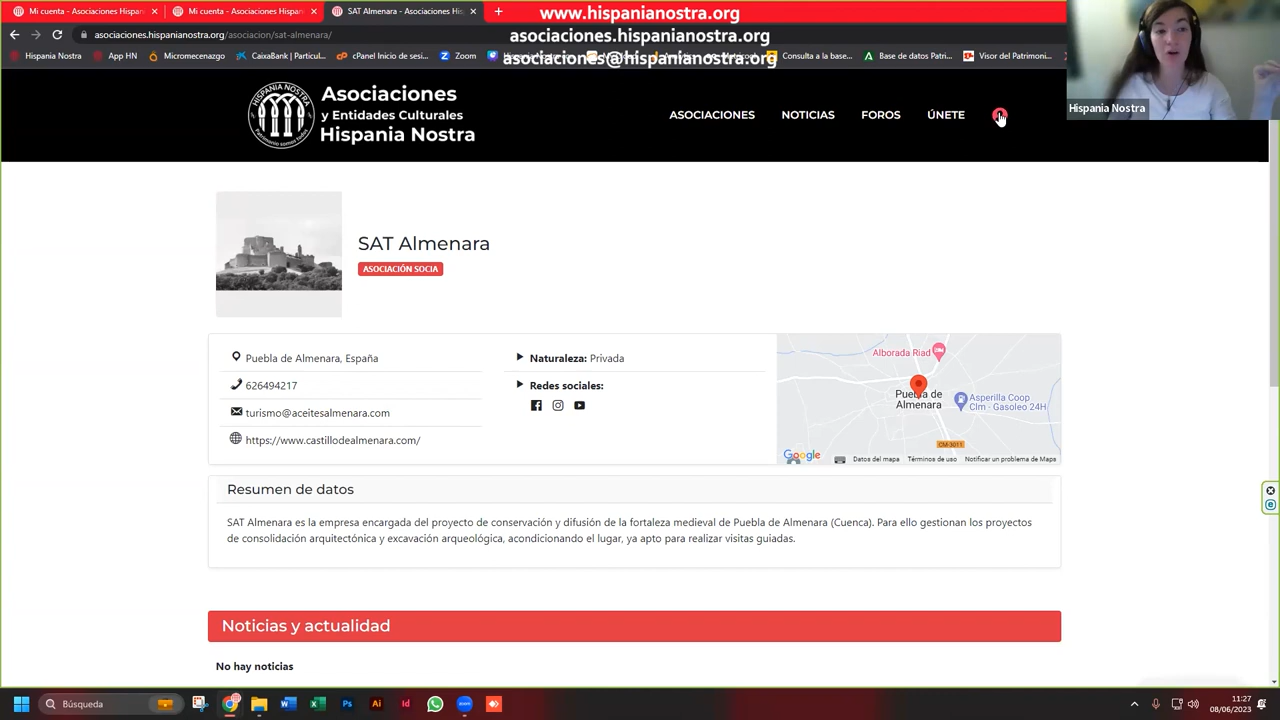 Mi cuenta - Asociaciones Hispan
Mi cuenta - Asociaciones Hispan
SAT Almenara - Asociaciones His
www.hispanianostra.org
asociaciones.hispanianostra.org/asociacion/sat-almenara/
asociaciones.hispanianostra.org
Hispania Nostra
App HN
Micromecenazgo
CaixaBank | Particul...
cPanel Inicio de sesi...
Zoom
asociaciones@hispanianostra.org
Consulta a la base...
Base de datos Patri...
Visor del Patrimoni...
Hispania Nostra
HISPANIA NOSTRA
Asociaciones
y Entidades Culturales
Hispania Nostra
ASOCIACIONES
NOTICIAS
FOROS
ÚNETE
SAT Almenara
ASOCIACIÓN SOCIA
Puebla de Almenara, España
626494217
turismo@aceitesalmenara.com
https://www.castillodealmenara.com/
Naturaleza: Privada
Redes sociales:
Alborada Riad
Puebla de
Almenara
Asperilla Coop
Clm - Gasoleo 24H
CM-3011
Google
Datos del mapa
Términos de uso
Notificar un problema de Maps
Resumen de datos
SAT Almenara es la empresa encargada del proyecto de conservación y difusión de la fortaleza medieval de Puebla de Almenara (Cuenca). Para ello gestionan los proyectos
de consolidación arquitectónica y excavación arqueológica, acondicionando el lugar, ya apto para realizar visitas guiadas.
Noticias y actualidad
No hay noticias
Búsqueda
11:27
08/06/2023